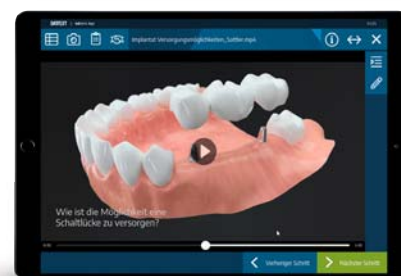 Implantat Versorgungsmöglichkeiten_Sattler.mp4
Wie ist die Möglichkeit eine
Schaltlücke zu versorgen?
Vorheriger Schritt
Nächster Schritt